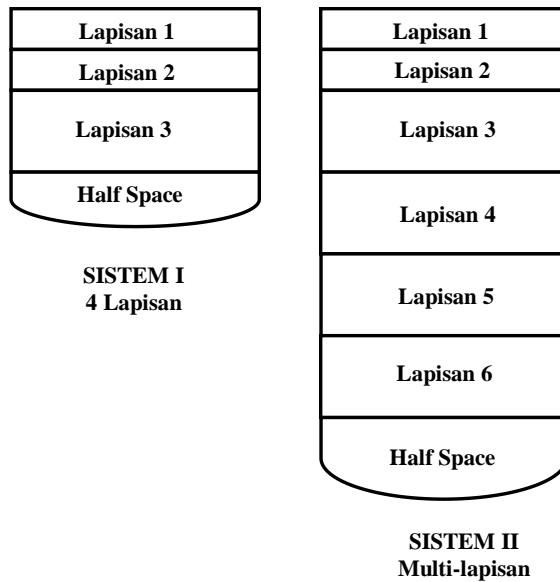 Lapisan 1
Lapisan 2
Lapisan 3
Half Space
SISTEM I
4 Lapisan
Lapisan 1
Lapisan 2
Lapisan 3
Lapisan 4
Lapisan 5
Lapisan 6
Half Space
SISTEM II
Multi-lapisan